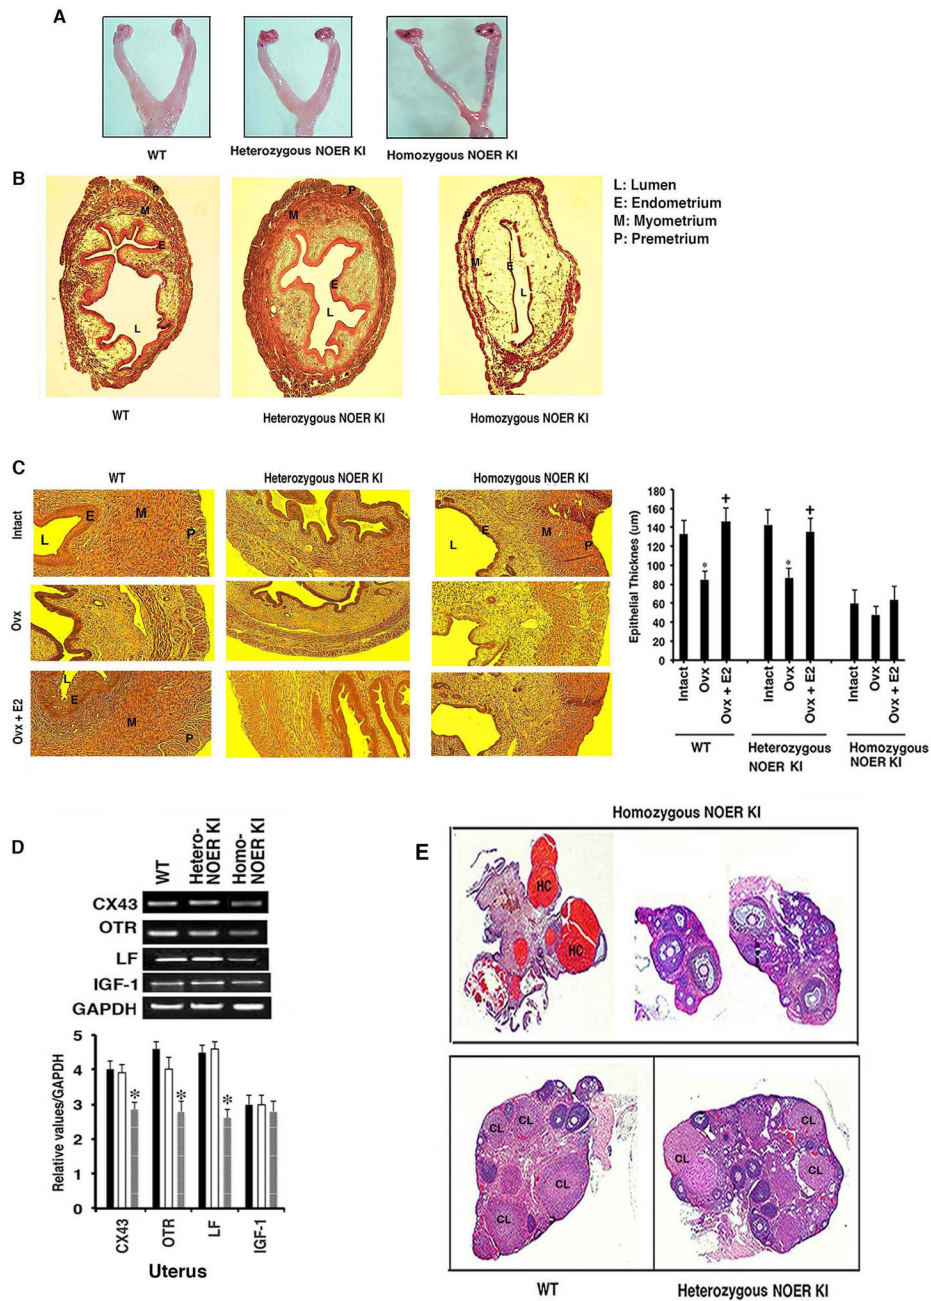 A
WT
Heterozygous NOER KI
Homozygous NOER KI
B
P
M
E
L
P
M
E
L
P
M
E
L
L: Lumen
E: Endometrium
M: Myometrium
P: Premetrium
WT
Heterozygous NOER KI
Homozygous NOER KI
C
WT
Heterozygous NOER KI
Homozygous NOER KI
Intact
L
E
M
P
L
E
M
P
Ovx
Ovx + E2
L
E
M
P
Epithelial Thicknes (um)
180
160
140
120
100
80
60
40
20
0
*
+
*
+
Intact
Ovx
Ovx + E2
Intact
Ovx
Ovx + E2
Intact
Ovx
Ovx + E2
WT
Heterozygous
NOER KI
Homozygous
NOER KI
D
WT
Hetero-
NOER KI
Homo-
NOER KI
CX43
OTR
LF
IGF-1
GAPDH
Relative values/GAPDH
5
4
3
2
1
0
*
*
*
CX43
OTR
LF
IGF-1
Uterus
E
Homozygous NOER KI
HC
HC
CL
CL
CL
CL
CL
CL
CL
WT
Heterozygous NOER KI